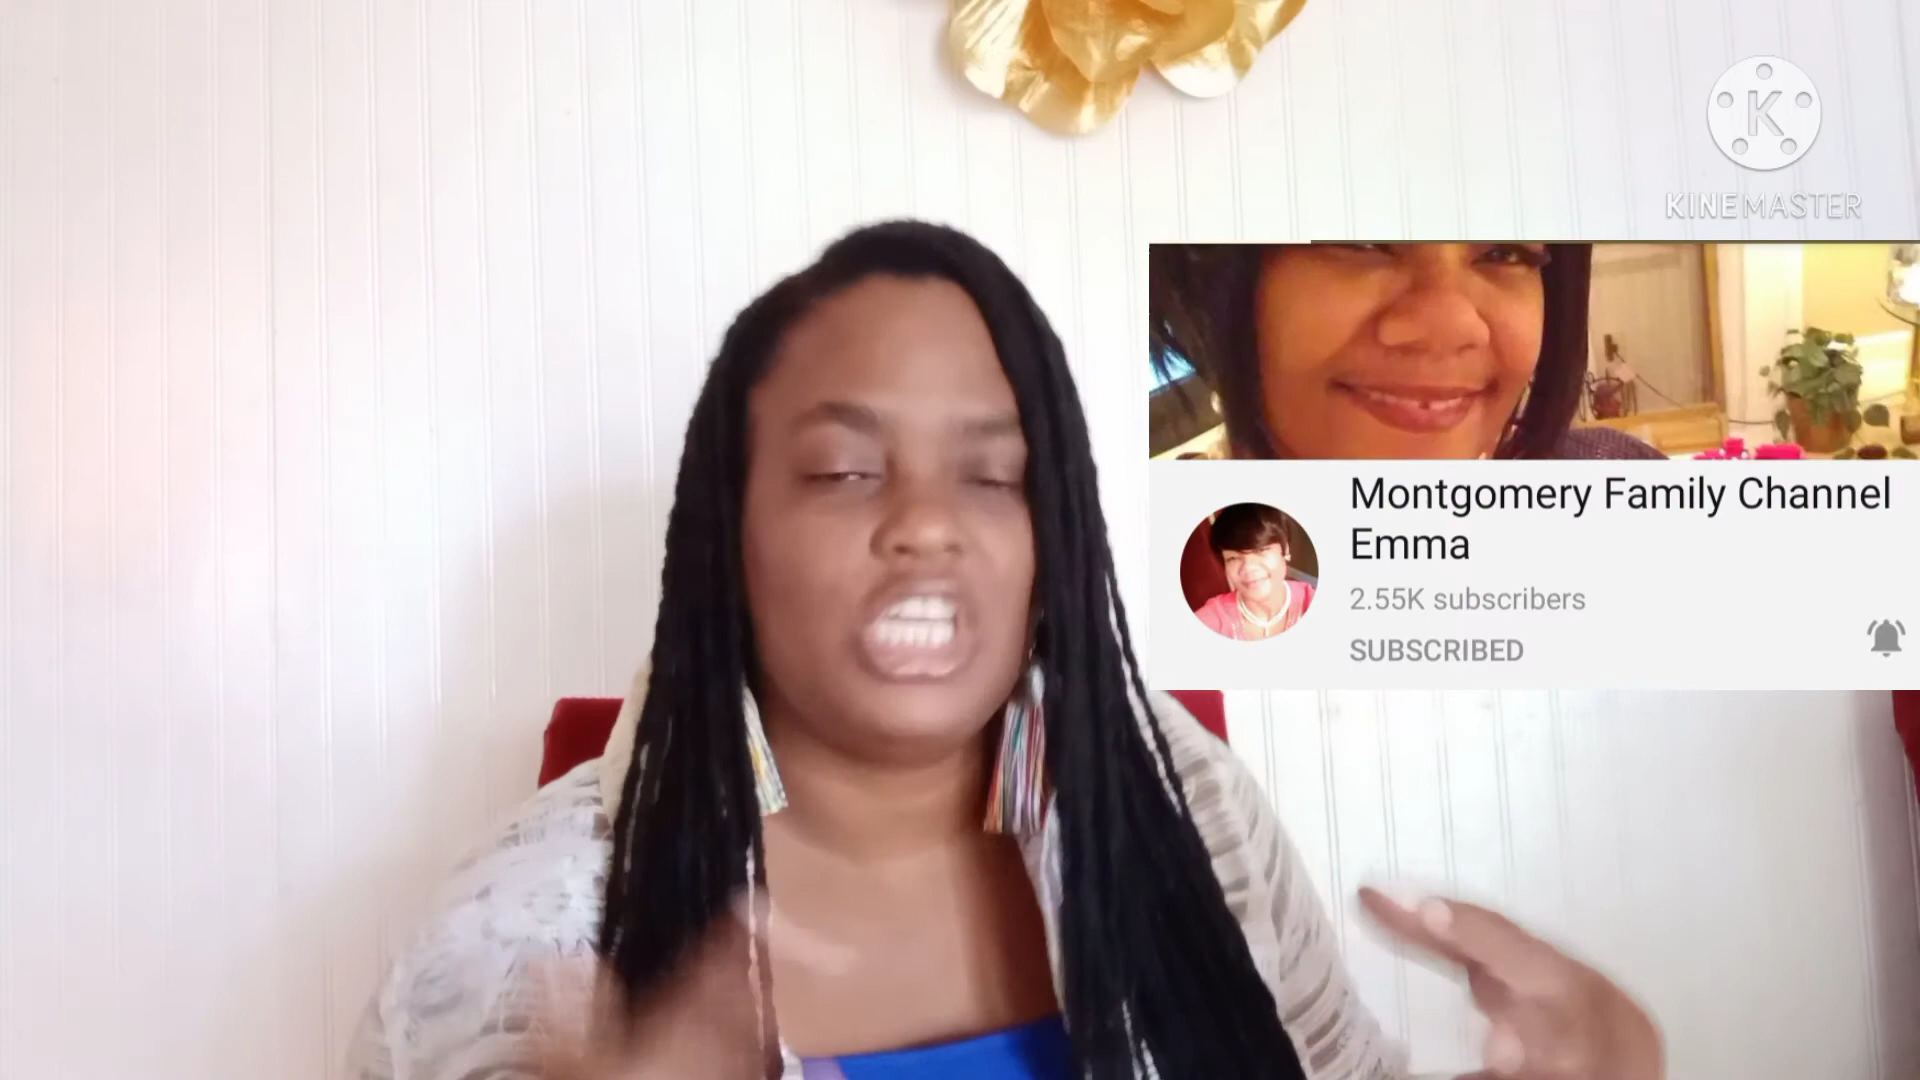 K
KINEMASTER
Montgomery Family Channel
Emma
2.55K subscribers
SUBSCRIBED